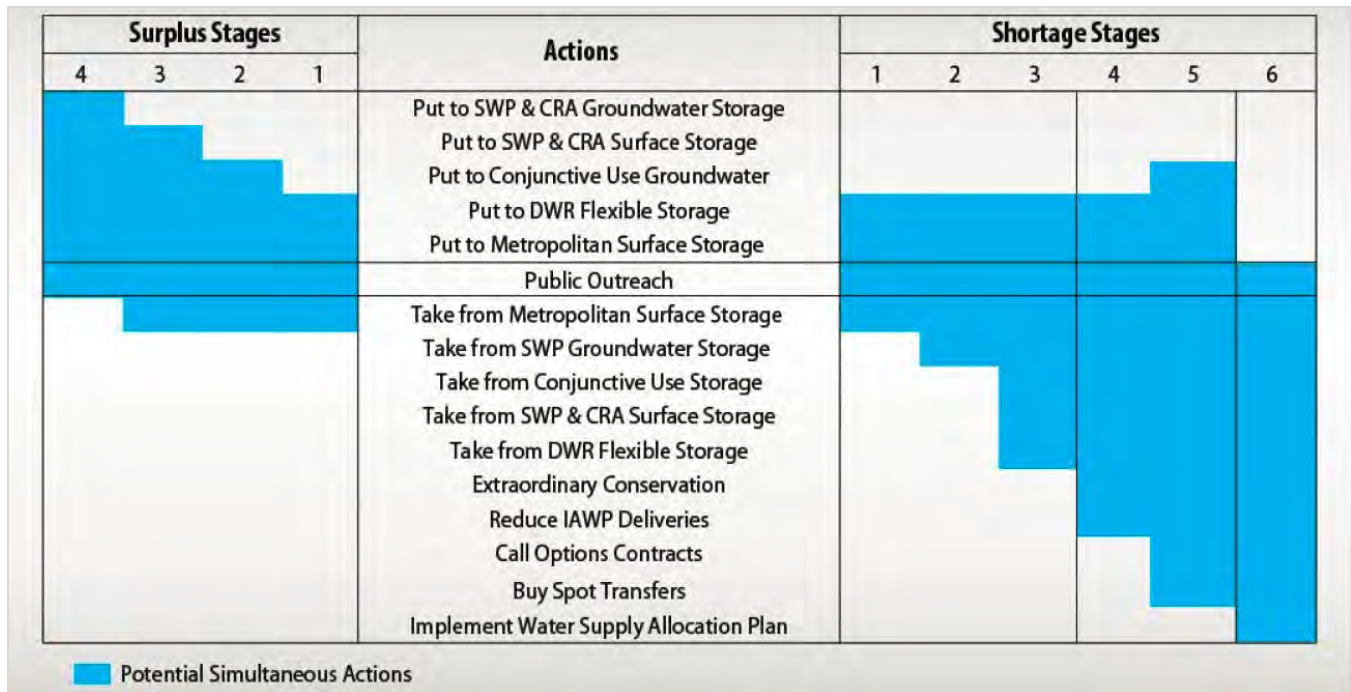 Surplus Stages
Actions
Shortage Stages
4 3 2 1
1 2 3 4 5 6
Put to SWP & CRA Groundwater Storage
Put to SWP & CRA Surface Storage
Put to Conjunctive Use Groundwater
Put to DWR Flexible Storage
Put to Metropolitan Surface Storage
Public Outreach
Take from Metropolitan Surface Storage
Take from SWP Groundwater Storage
Take from Conjunctive Use Storage
Take from SWP & CRA Surface Storage
Take from DWR Flexible Storage
Extraordinary Conservation
Reduce IAWP Deliveries
Call Options Contracts
Buy Spot Transfers
Implement Water Supply Allocation Plan
Potential Simultaneous Actions